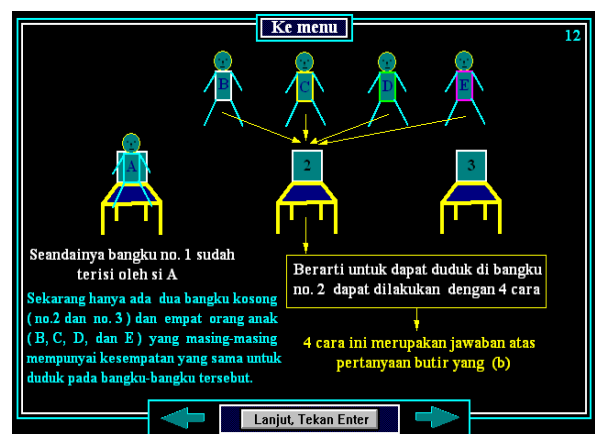 Ke menu
12
B
C
D
E
A
2
3
Seandainya bangku no. 1 sudah
terisi oleh si A
Sekarang hanya ada dua bangku kosong
( no.2 dan no. 3 ) dan empat orang anak
( B, C, D, dan E ) yang masing-masing
mempunyai kesempatan yang sama untuk
duduk pada bangku-bangku tersebut.
Berarti untuk dapat duduk di bangku
no. 2 dapat dilakukan dengan 4 cara
4 cara ini merupakan jawaban atas
pertanyaan butir yang (b)
Lanjut, Tekan Enter